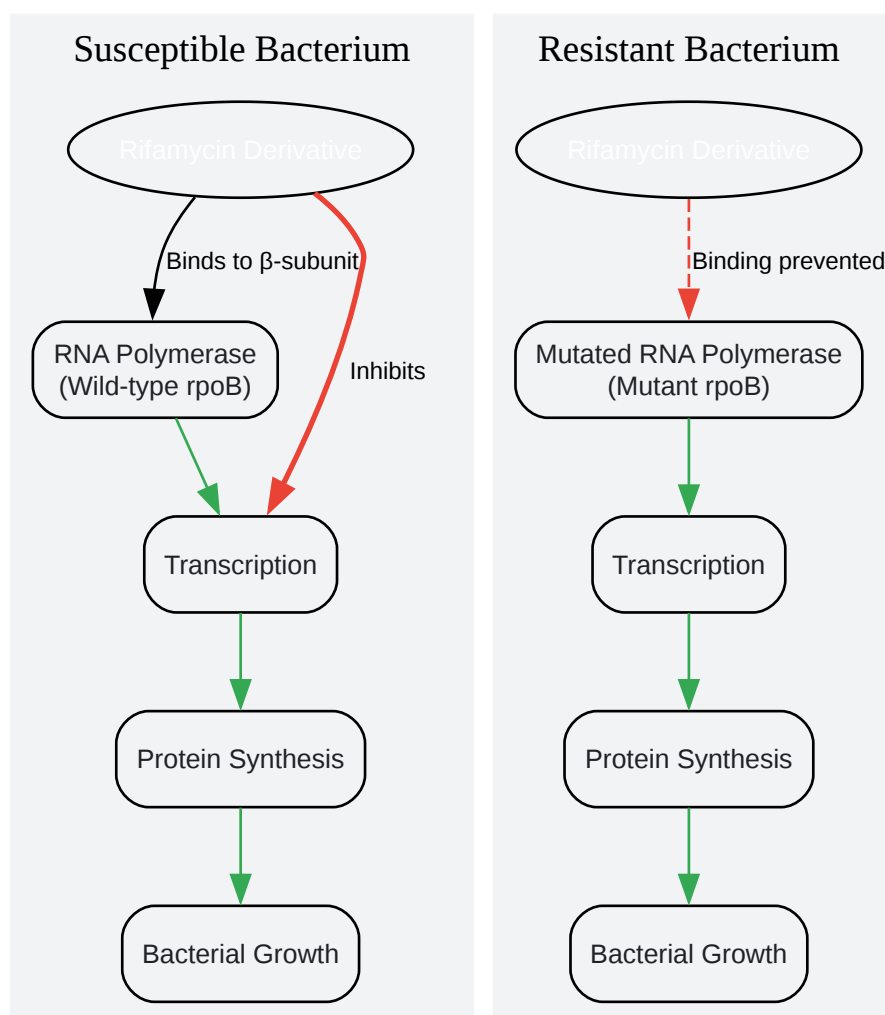 Susceptible Bacterium
Rifamycin Derivative
Binds to β-subunit
RNA Polymerase
(Wild-type rpoB)
Inhibits
Transcription
Protein Synthesis
Bacterial Growth
Resistant Bacterium
Rifamycin Derivative
Binding prevented
Mutated RNA Polymerase
(Mutant rpoB)
Transcription
Protein Synthesis
Bacterial Growth